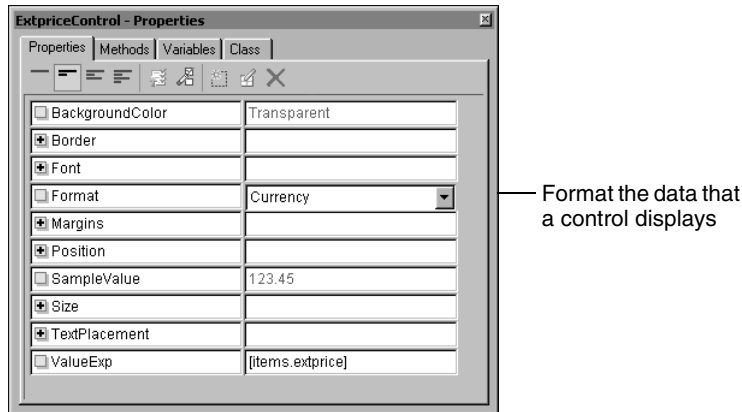 ExtpriceControl - Properties
Properties Methods Variables Class
BackgroundColor Transparent
Border
Font
Format Currency
Margins
Position
SampleValue 123.45
Size
TextPlacement
ValueExp [items.extprice]
Format the data that
a control displays